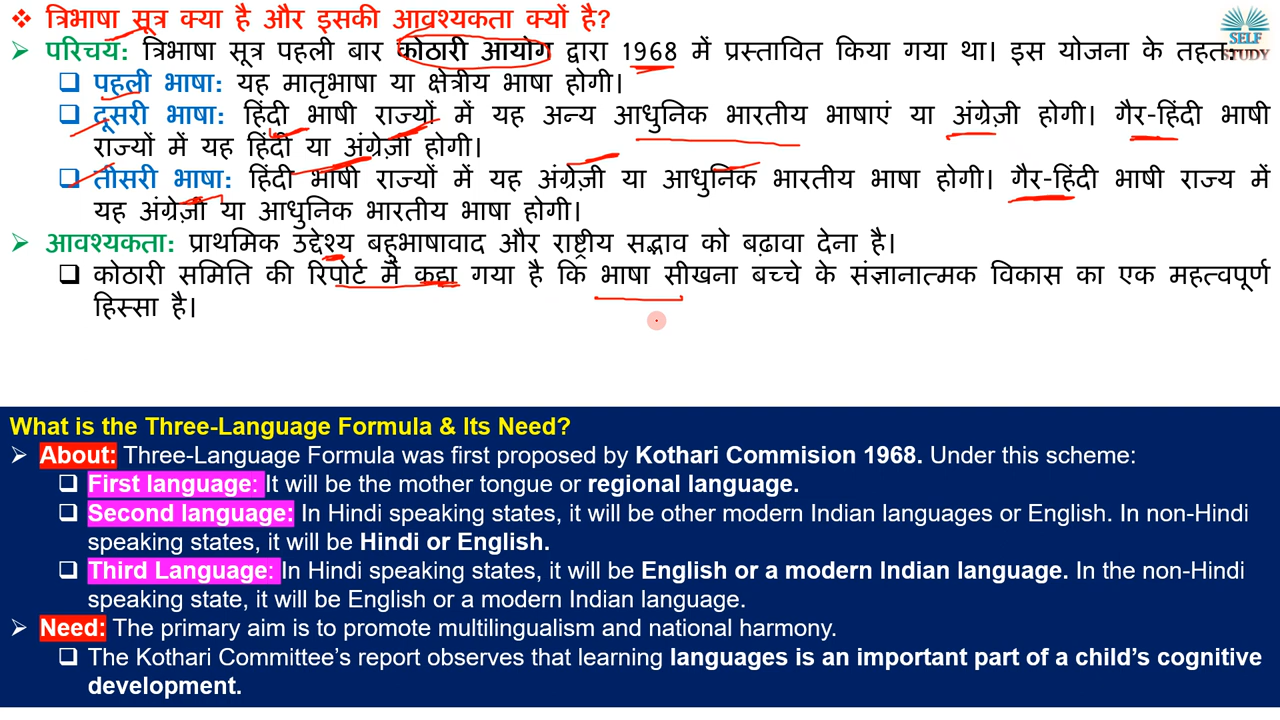 ❖ त्रिभाषा सूत्र क्या है और इसकी आवश्यकता क्यों है?
➢ परिचय: त्रिभाषा सूत्र पहली बार कोठारी आयोग द्वारा 1968 में प्रस्तावित किया गया था। इस योजना के तहत:
❑ पहली भाषा: यह मातृभाषा या क्षेत्रीय भाषा होगी।
❑ दूसरी भाषा: हिंदी भाषी राज्यों में यह अन्य आधुनिक भारतीय भाषाएं या अंग्रेज़ी होगी। गैर-हिंदी भाषी
राज्यों में यह हिंदी या अंग्रेज़ी होगी।
❑ तीसरी भाषा: हिंदी भाषी राज्यों में यह अंग्रेज़ी या आधुनिक भारतीय भाषा होगी। गैर-हिंदी भाषी राज्य में
यह अंग्रेज़ी या आधुनिक भारतीय भाषा होगी।
➢ आवश्यकता: प्राथमिक उद्देश्य बहुभाषावाद और राष्ट्रीय सद्भाव को बढ़ावा देना है।
❑ कोठारी समिति की रिपोर्ट में कहा गया है कि भाषा सीखना बच्चे के संज्ञानात्मक विकास का एक महत्वपूर्ण
हिस्सा है।
SELF
STUDY
What is the Three-Language Formula & Its Need?
➢ About: Three-Language Formula was first proposed by Kothari Commision 1968. Under this scheme:
❑ First language: It will be the mother tongue or regional language.
❑ Second language: In Hindi speaking states, it will be other modern Indian languages or English. In non-Hindi
speaking states, it will be Hindi or English.
❑ Third Language: In Hindi speaking states, it will be English or a modern Indian language. In the non-Hindi
speaking state, it will be English or a modern Indian language.
➢ Need: The primary aim is to promote multilingualism and national harmony.
❑ The Kothari Committee’s report observes that learning languages is an important part of a child’s cognitive
development.